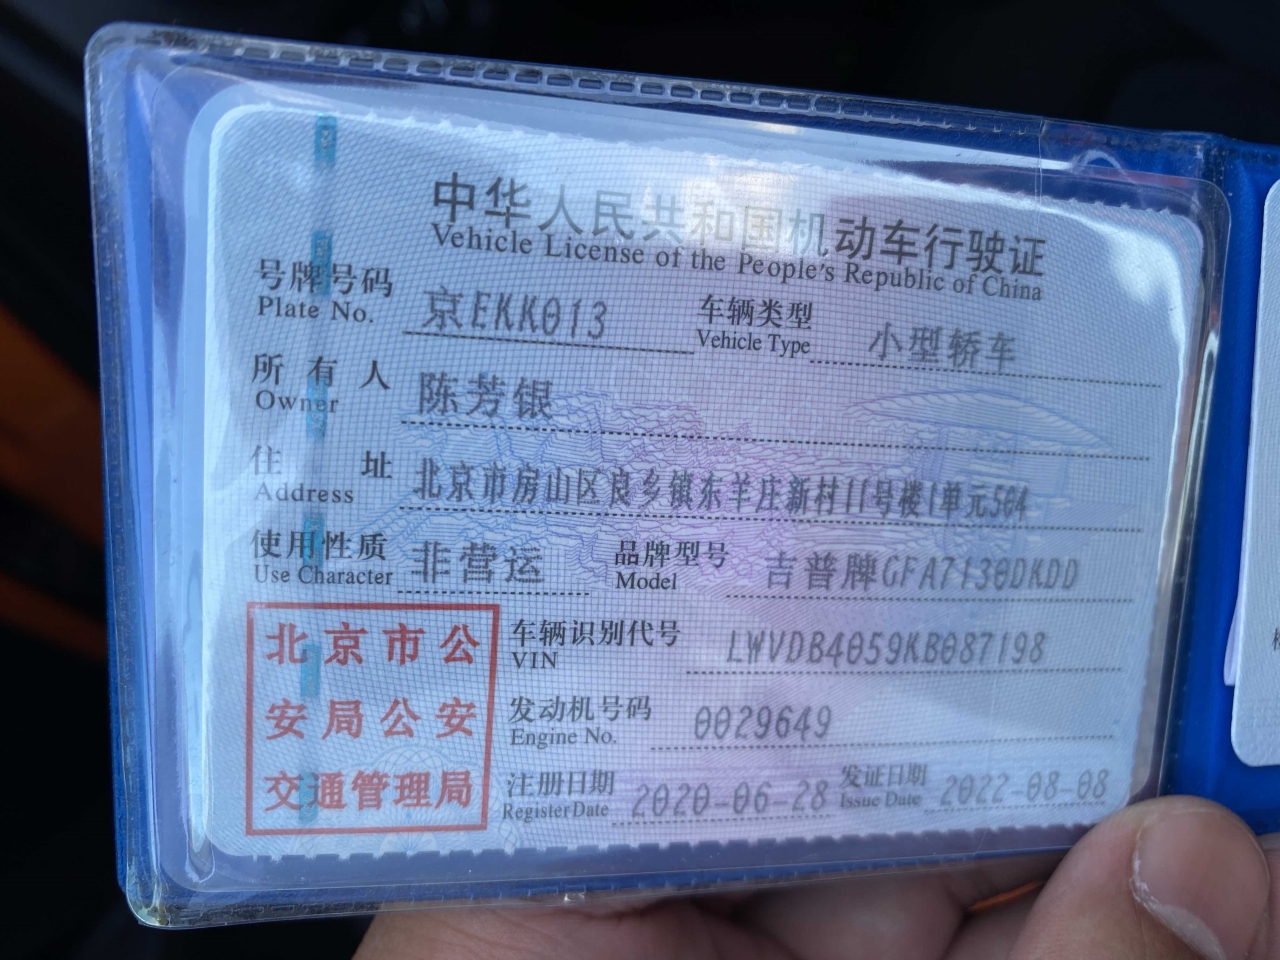 中华人民共和国机动车行驶证
Vehicle License of the People's Republic of China
号牌号码 京EKK013 车辆类型 小型轿车
Plate No. Vehicle Type
所有人 陈芳银
Owner
住址 北京市房山区良乡镇东羊庄新村11号楼1单元504
Address
使用性质 非营运 品牌型号 吉普牌GFA7130DKDD
Use Character Model
北京市公
安局公安
交通管理局
车辆识别代号 LWVDB4059KB087198
VIN
发动机号码 0029649
Engine No.
注册日期 2020-06-28 发证日期 2022-08-08
Register Date Issue Date